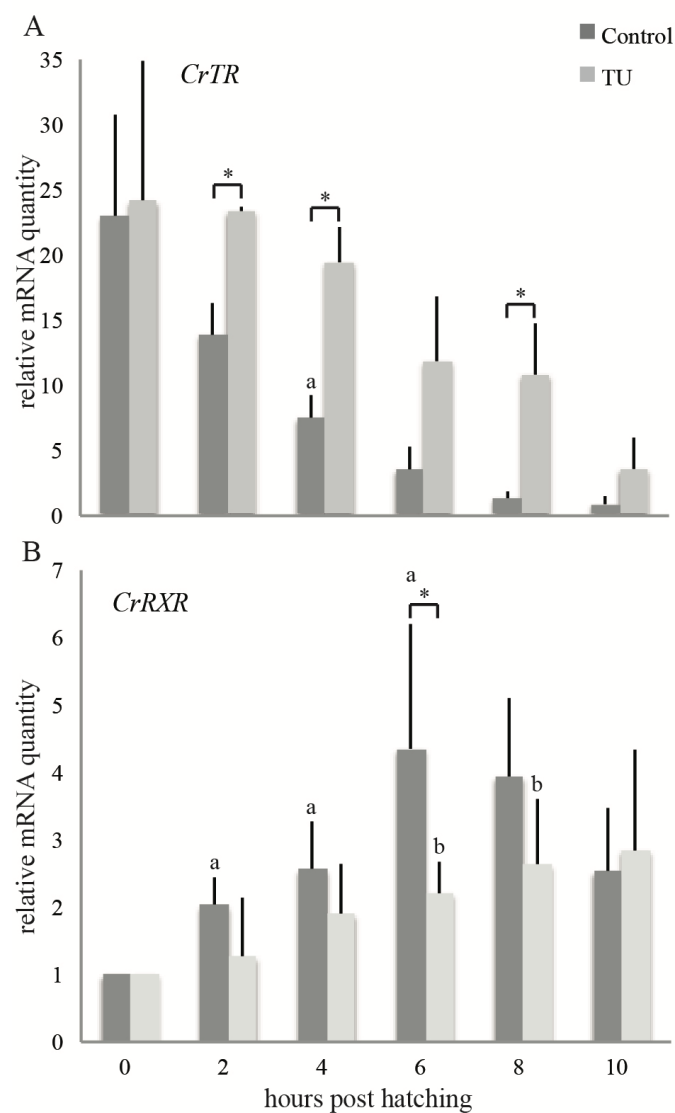 A
Control
TU
CrTR
35
30
25
20
15
10
5
0
relative mRNA quantity
*
*
a
*
B
CrRXR
7
6
5
4
3
2
1
0
relative mRNA quantity
a
a
a
*
b
b
0 2 4 6 8 10
hours post hatching